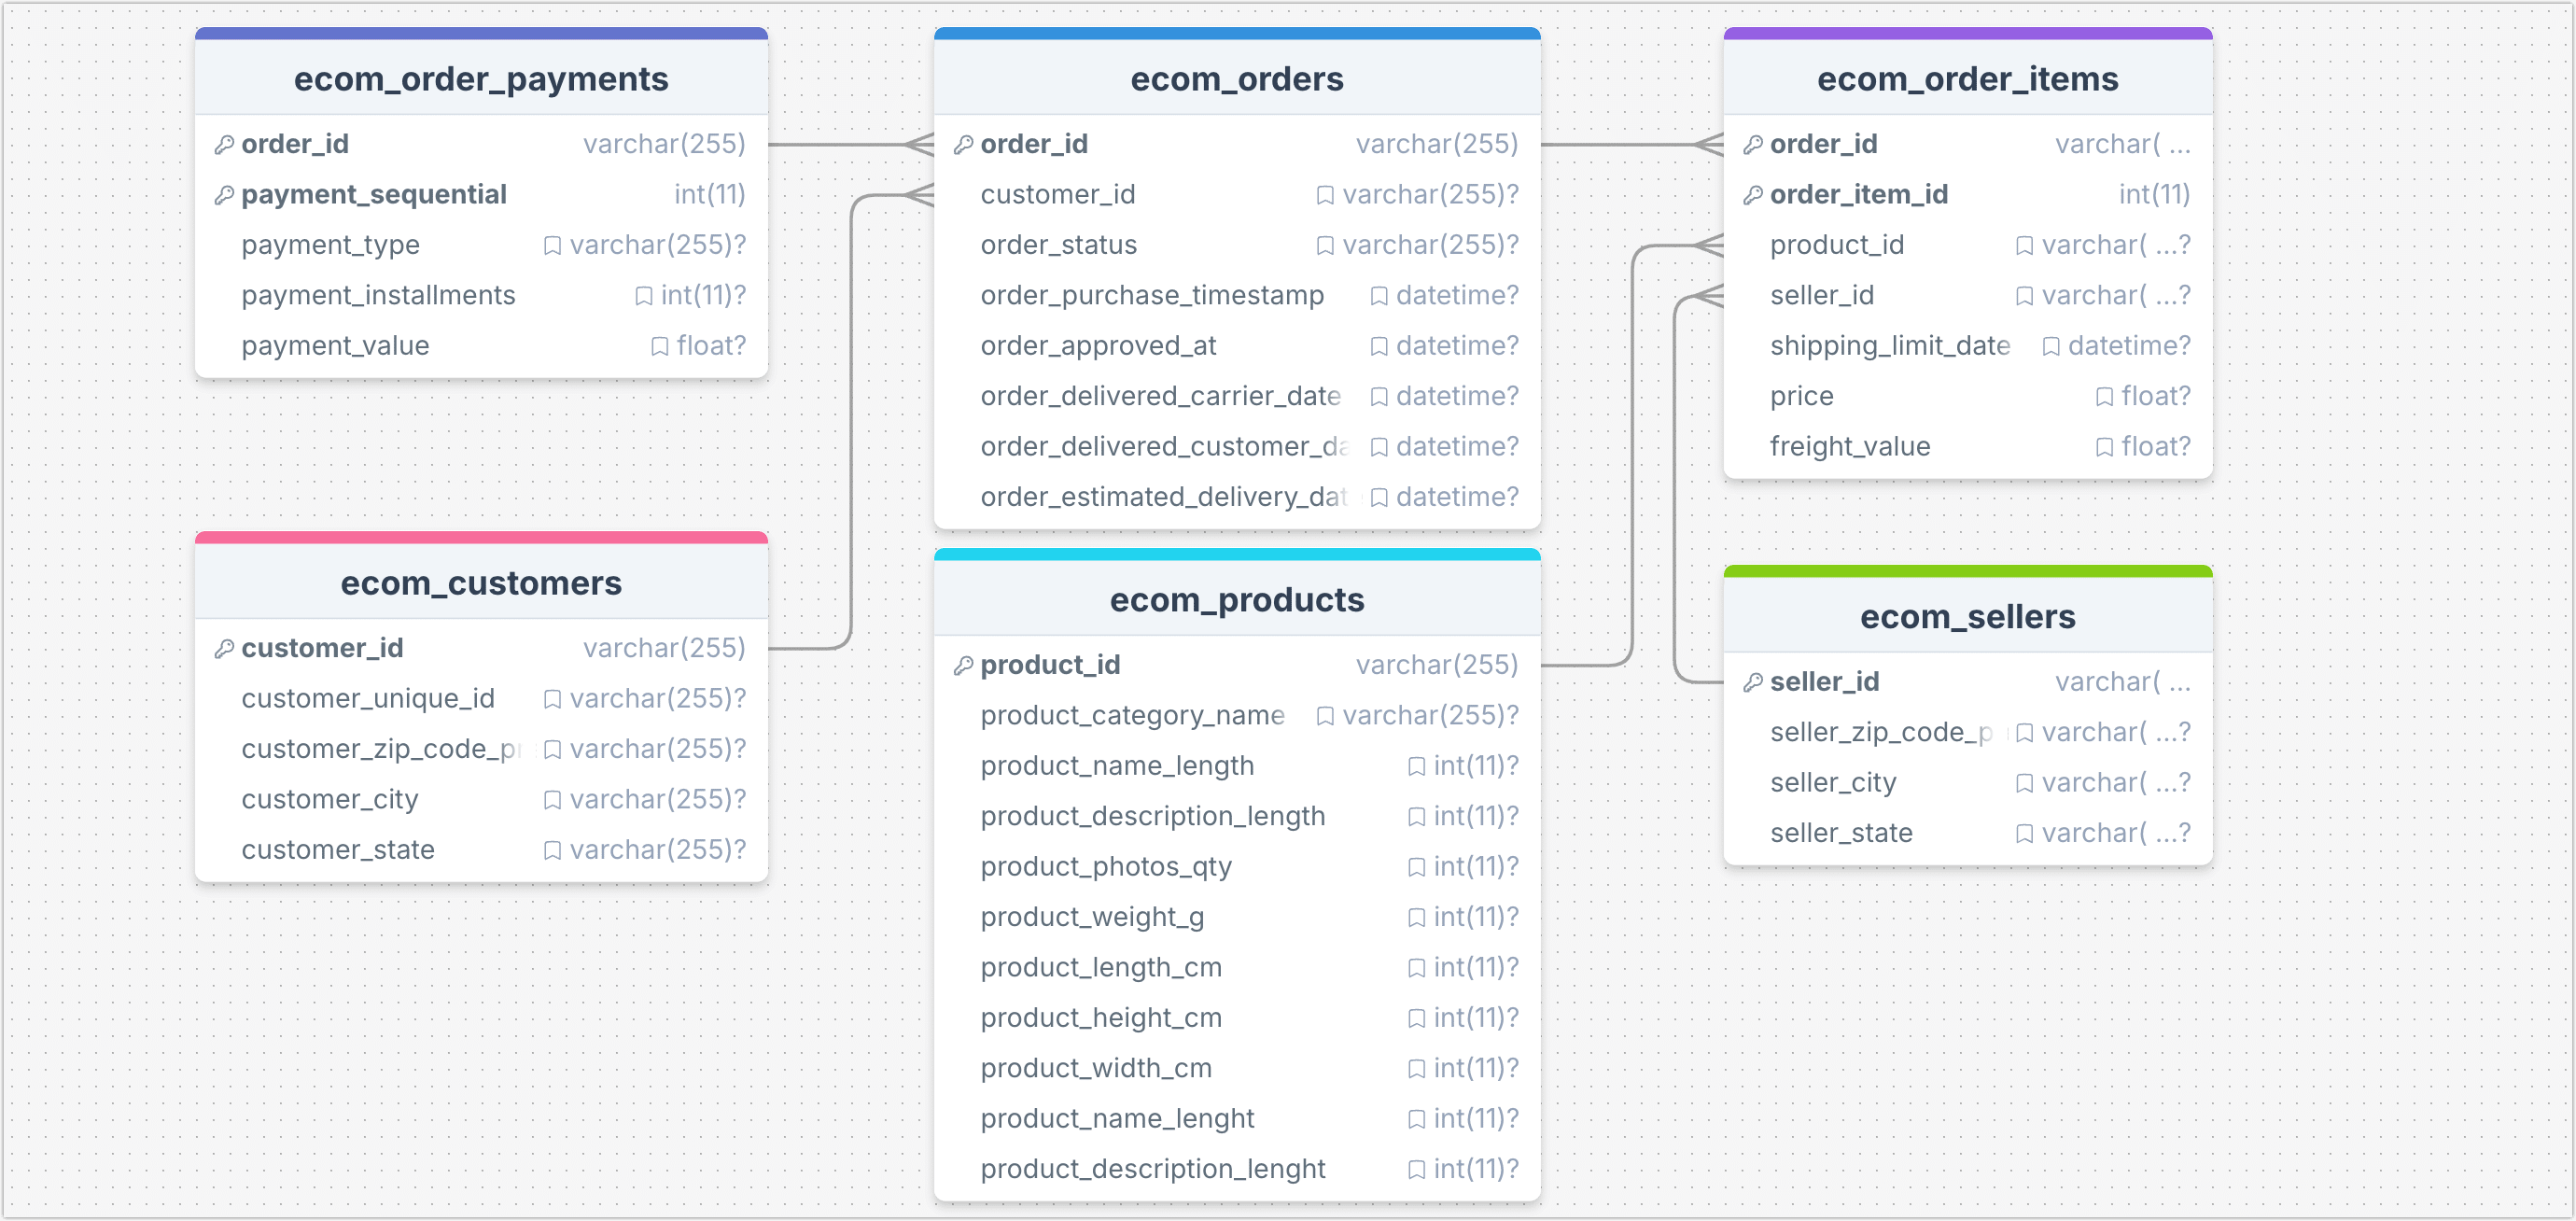 ecom_order_payments
order_id varchar(255)
payment_sequential int(11)
payment_type varchar(255)?
payment_installments int(11)?
payment_value float?
ecom_orders
order_id varchar(255)
customer_id varchar(255)?
order_status varchar(255)?
order_purchase_timestamp datetime?
order_approved_at datetime?
order_delivered_carrier_date datetime?
order_delivered_customer_da datetime?
order_estimated_delivery_dat datetime?
ecom_order_items
order_id varchar( ...
order_item_id int(11)
product_id varchar( ...?
seller_id varchar( ...?
shipping_limit_date datetime?
price float?
freight_value float?
ecom_customers
customer_id varchar(255)
customer_unique_id varchar(255)?
customer_zip_code_pr varchar(255)?
customer_city varchar(255)?
customer_state varchar(255)?
ecom_products
product_id varchar(255)
product_category_name varchar(255)?
product_name_length int(11)?
product_description_length int(11)?
product_photos_qty int(11)?
product_weight_g int(11)?
product_length_cm int(11)?
product_height_cm int(11)?
product_width_cm int(11)?
product_name_lenght int(11)?
product_description_lenght int(11)?
ecom_sellers
seller_id varchar( ...
seller_zip_code_p varchar( ...?
seller_city varchar( ...?
seller_state varchar( ...?